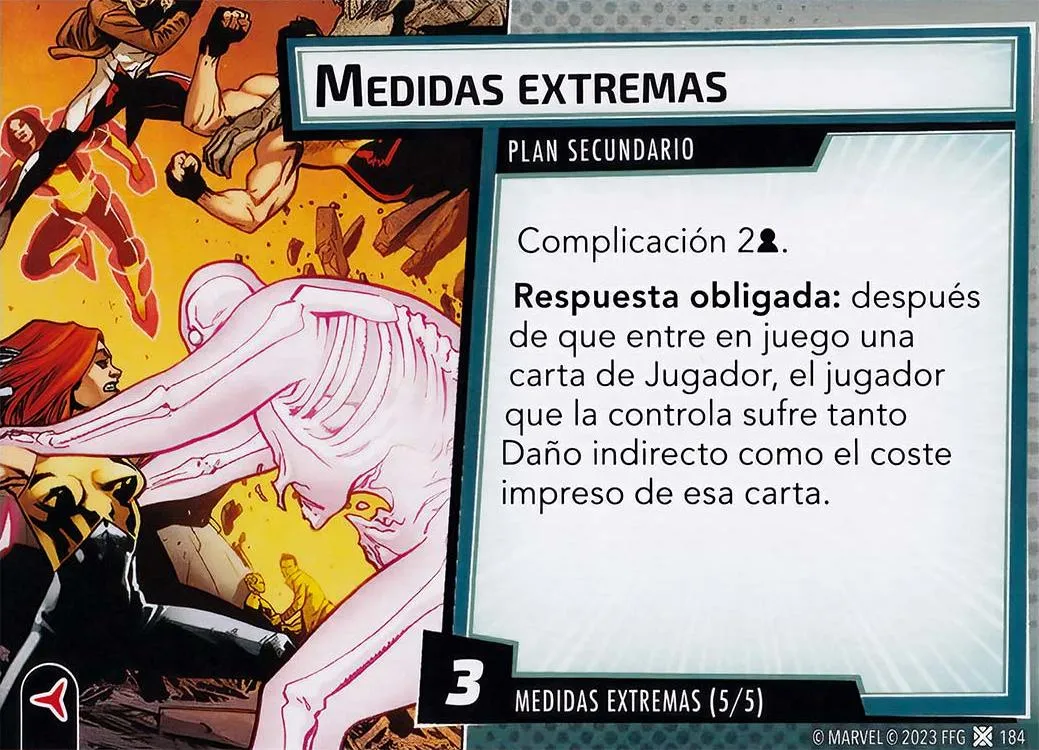 MEDIDAS EXTREMAS
PLAN SECUNDARIO
Complicación 2.
Respuesta obligada: después
de que entre en juego una
carta de Jugador, el jugador
que la controla sufre tanto
Daño indirecto como el coste
impreso de esa carta.
3
MEDIDAS EXTREMAS (5/5)
© MARVEL © 2023 FFG 184